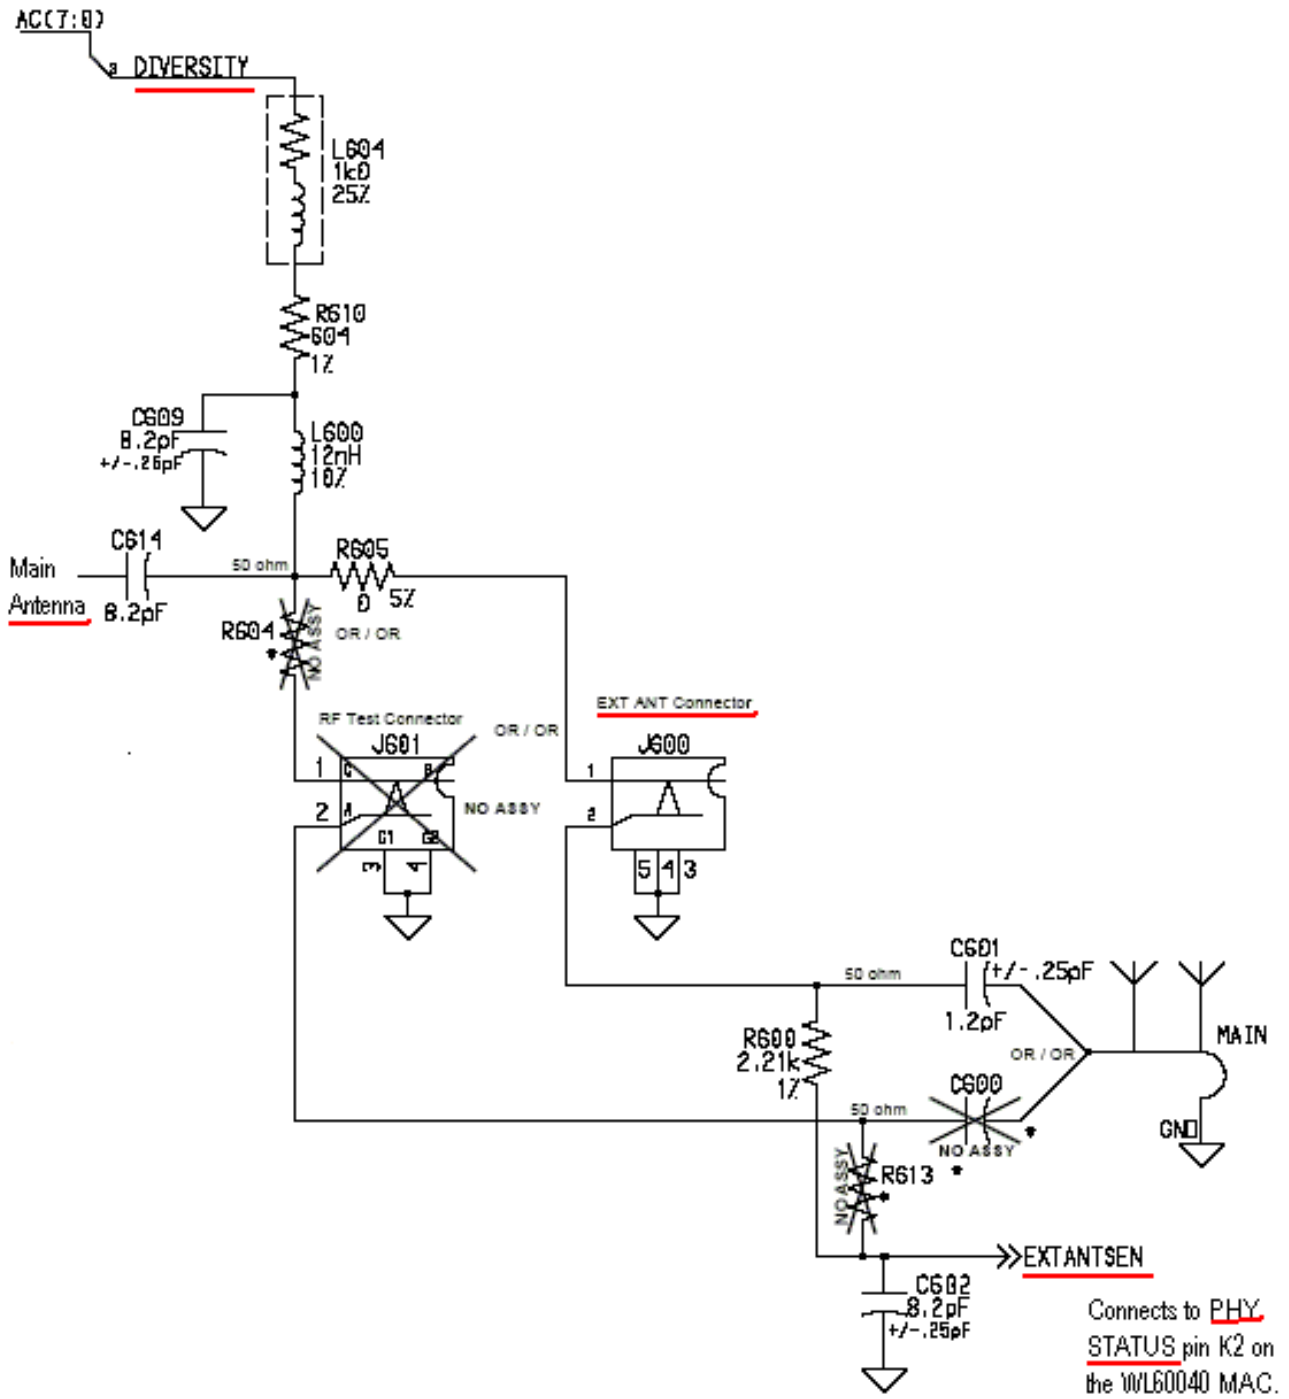 AC(7:0)
3 DIVERSITY
L604
1kΩ
25%
R610
604
1%
C609
8.2pF
+/-.25pF
L600
12nH
10%
C614
Main
Antenna
8.2pF
50 ohm
R605
0 5%
R604
NO ASSY
OR / OR
RF Test Connector
J601
1 C B
2 A
G1 G2
3 4
NO ASSY
OR / OR
EXT ANT Connector
J600
1
2
5 4 3
C601
50 ohm
+/-.25pF
1.2pF
R600
2.21k
1%
OR / OR
MAIN
C600
50 ohm
NO ASSY
GND
NO ASSY
R613
EXTANTSEN
C602
8.2pF
+/-.25pF
Connects to PHY
STATUS pin K2 on
the WL60040 MAC.